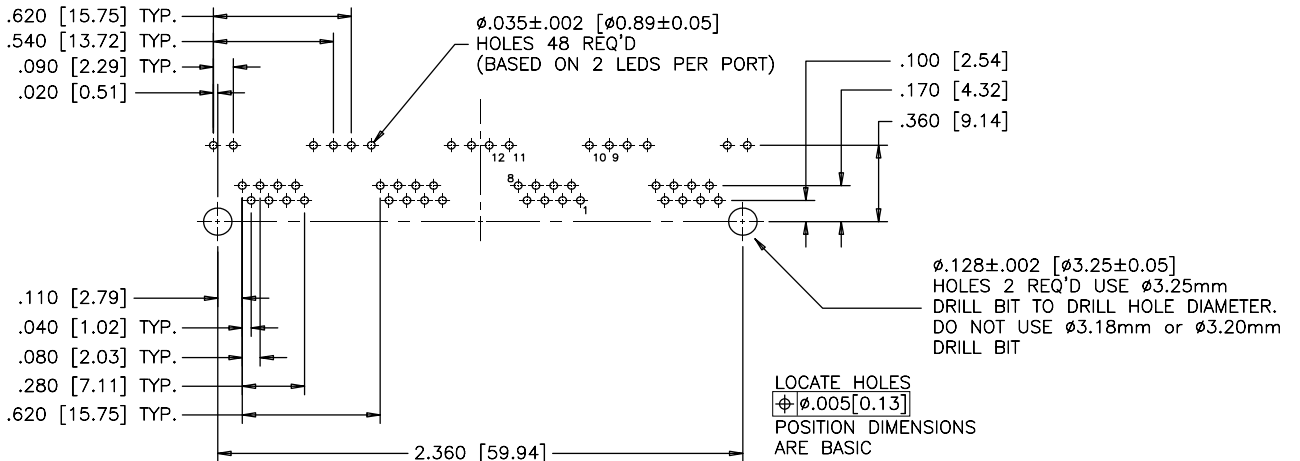 .620 [15.75] TYP.
.540 [13.72] TYP.
.090 [2.29] TYP.
.020 [0.51]
ø.035±.002 [ø0.89±0.05]
HOLES 48 REQ'D
(BASED ON 2 LEDS PER PORT)
.100 [2.54]
.170 [4.32]
.360 [9.14]
12 11
10 9
8
1
.110 [2.79]
.040 [1.02] TYP.
.080 [2.03] TYP.
.280 [7.11] TYP.
.620 [15.75] TYP.
2.360 [59.94]
ø.128±.002 [ø3.25±0.05]
HOLES 2 REQ'D USE ø3.25mm
DRILL BIT TO DRILL HOLE DIAMETER.
DO NOT USE ø3.18mm or ø3.20mm
DRILL BIT
LOCATE HOLES
⌖ ø.005[0.13]
POSITION DIMENSIONS
ARE BASIC